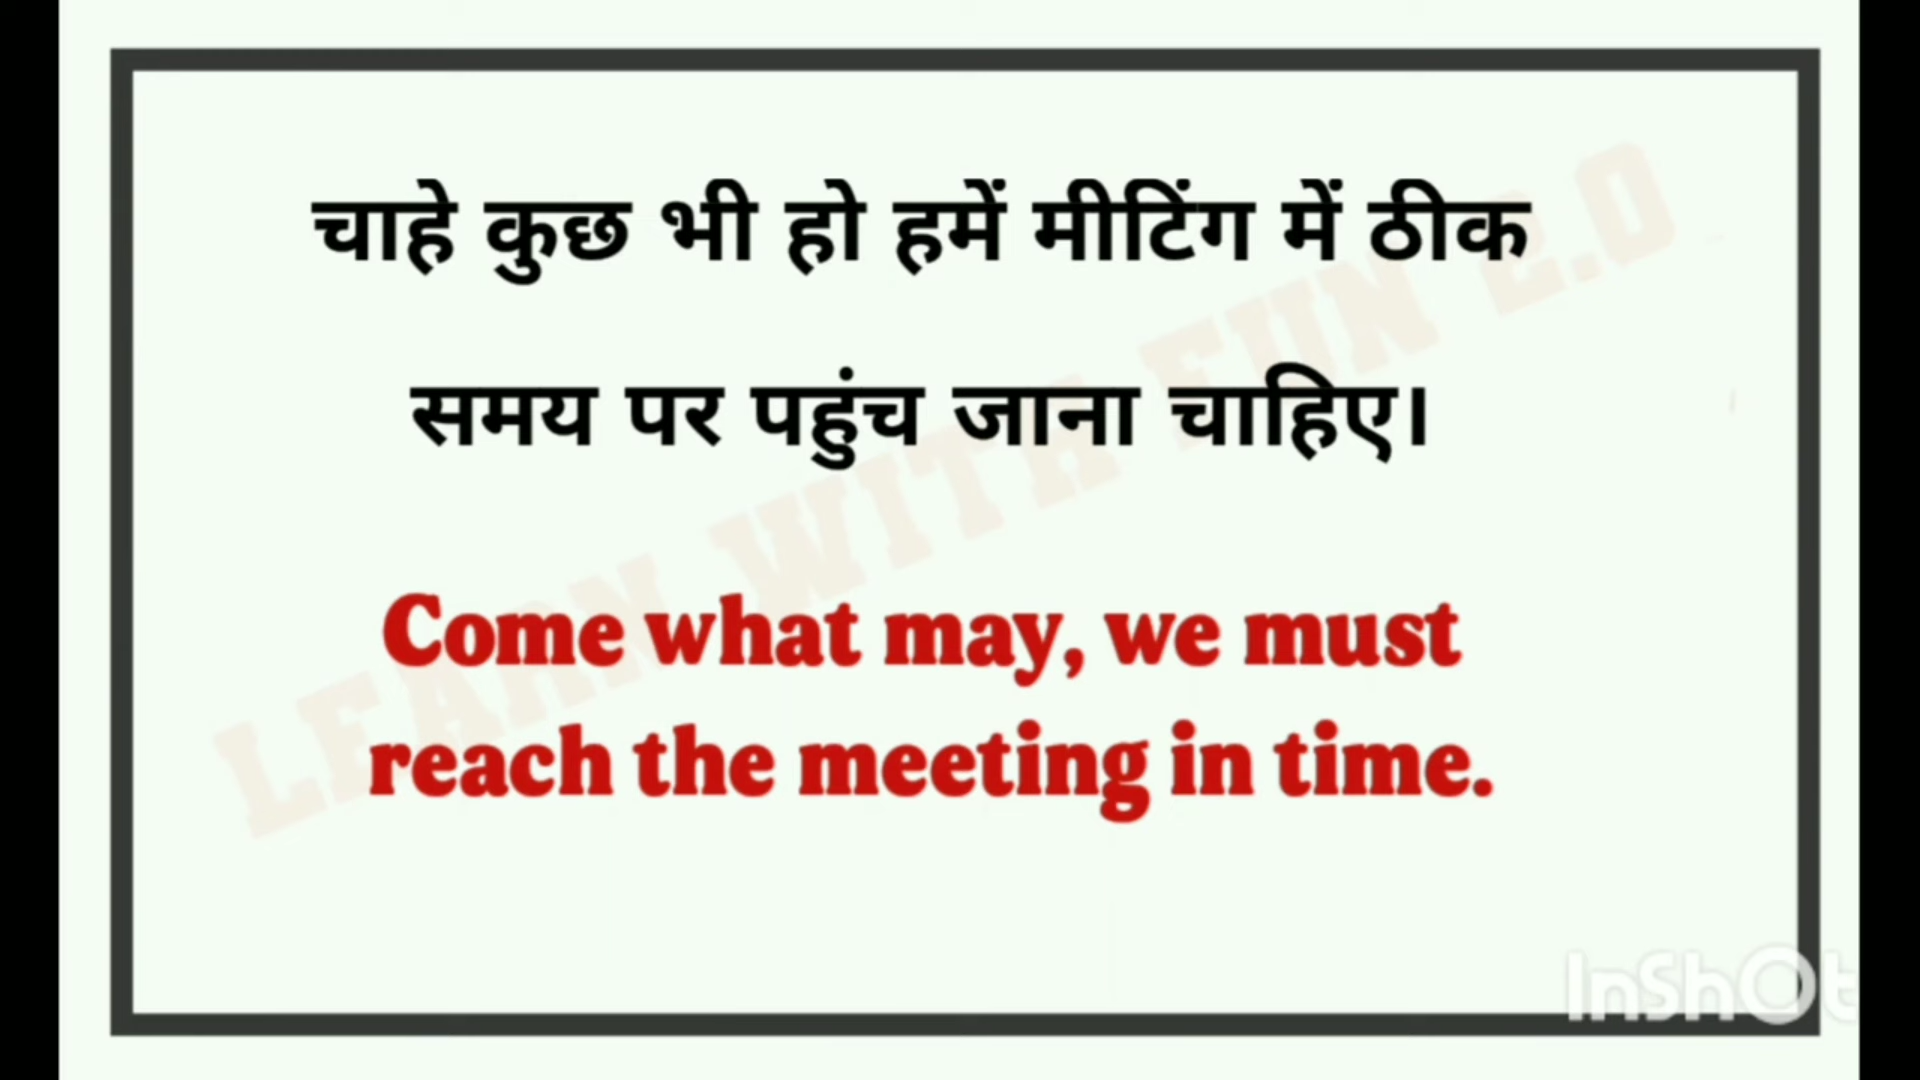 चाहे कुछ भी हो हमें मीटिंग में ठीक
समय पर पहुंच जाना चाहिए।
Come what may, we must
reach the meeting in time.
LEARN WITH FUN 2.0
InShOt